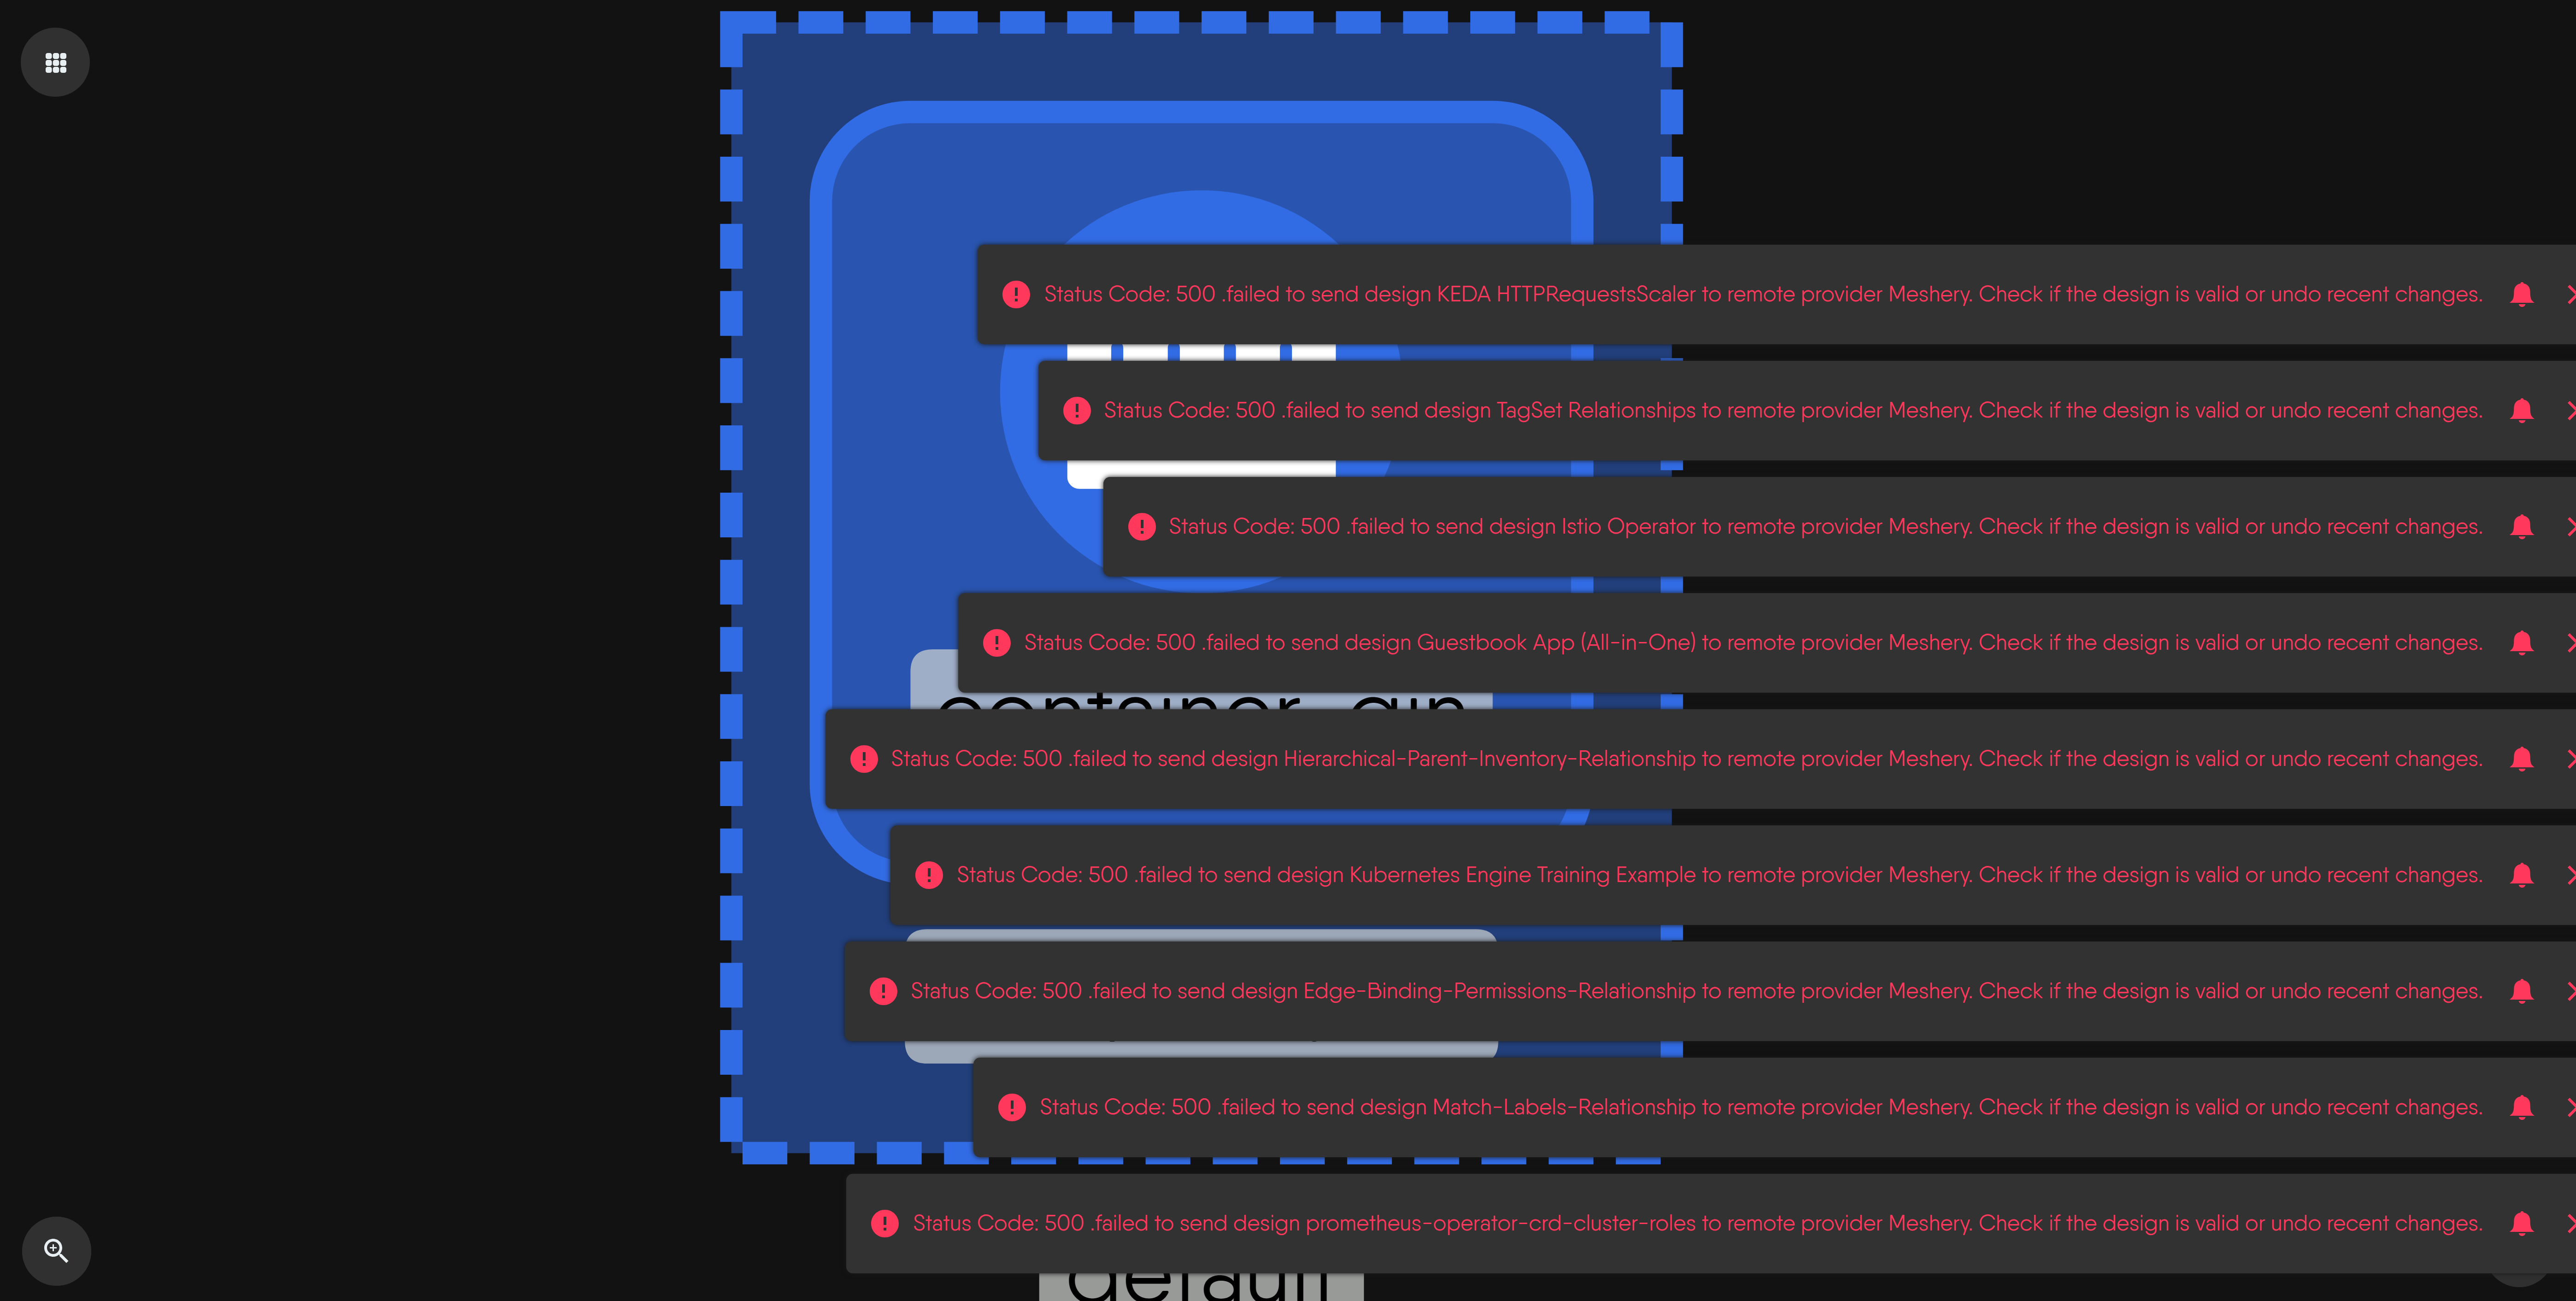 Status Code: 500 .failed to send design KEDA HTTPRequestsScaler to remote provider Meshery. Check if the design is valid or undo recent changes.
Status Code: 500 .failed to send design TagSet Relationships to remote provider Meshery. Check if the design is valid or undo recent changes.
Status Code: 500 .failed to send design Istio Operator to remote provider Meshery. Check if the design is valid or undo recent changes.
Status Code: 500 .failed to send design Guestbook App (All-in-One) to remote provider Meshery. Check if the design is valid or undo recent changes.
Status Code: 500 .failed to send design Hierarchical-Parent-Inventory-Relationship to remote provider Meshery. Check if the design is valid or undo recent changes.
Status Code: 500 .failed to send design Kubernetes Engine Training Example to remote provider Meshery. Check if the design is valid or undo recent changes.
Status Code: 500 .failed to send design Edge-Binding-Permissions-Relationship to remote provider Meshery. Check if the design is valid or undo recent changes.
Status Code: 500 .failed to send design Match-Labels-Relationship to remote provider Meshery. Check if the design is valid or undo recent changes.
Status Code: 500 .failed to send design prometheus-operator-crd-cluster-roles to remote provider Meshery. Check if the design is valid or undo recent changes.
default